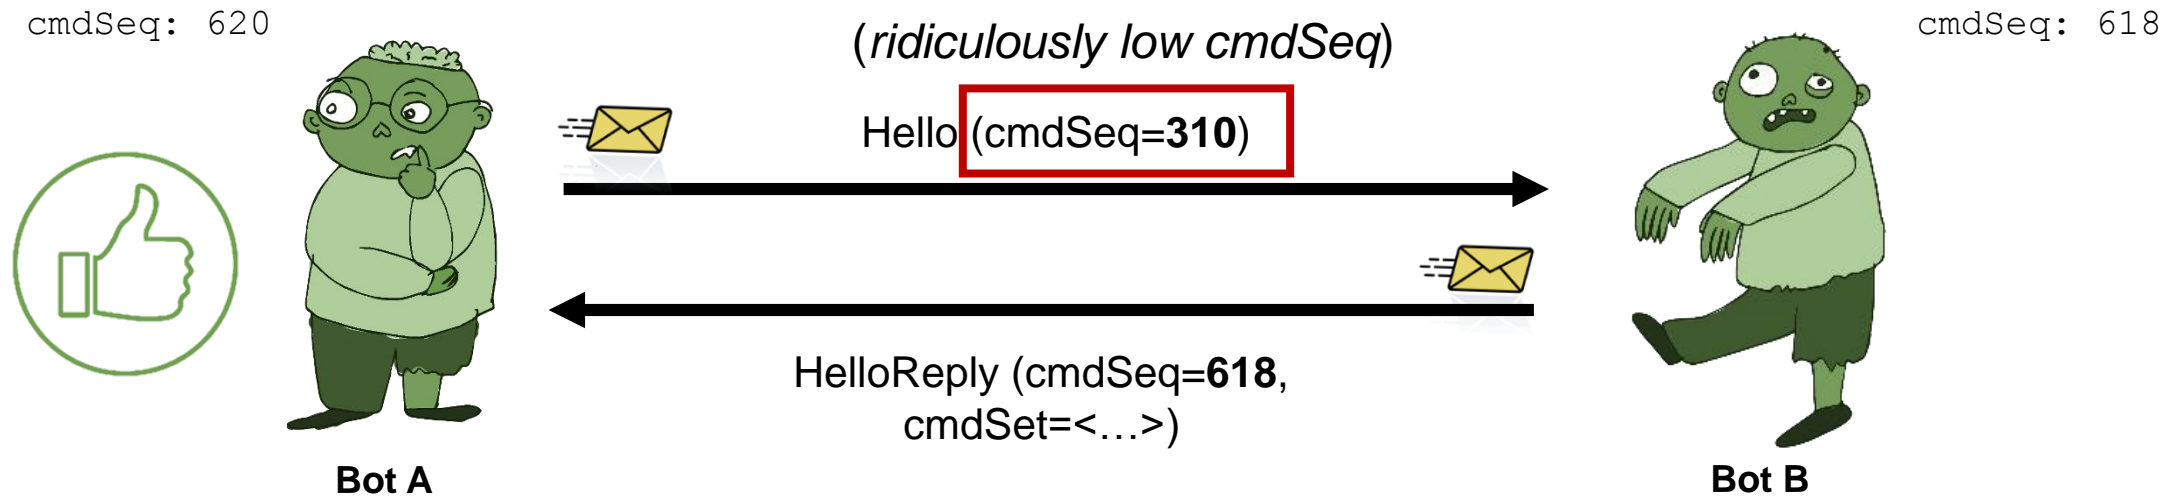 cmdSeq: 620
(ridiculously low cmdSeq)
cmdSeq: 618
Hello (cmdSeq=310)
HelloReply (cmdSeq=618,
cmdSet=<…>)
Bot A
Bot B